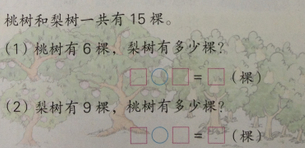 桃树和梨树一共有15棵。
(1) 桃树有6棵，梨树有多少棵？
□○□=□(棵)
(2) 梨树有9棵，桃树有多少棵？
□○□=□(棵)